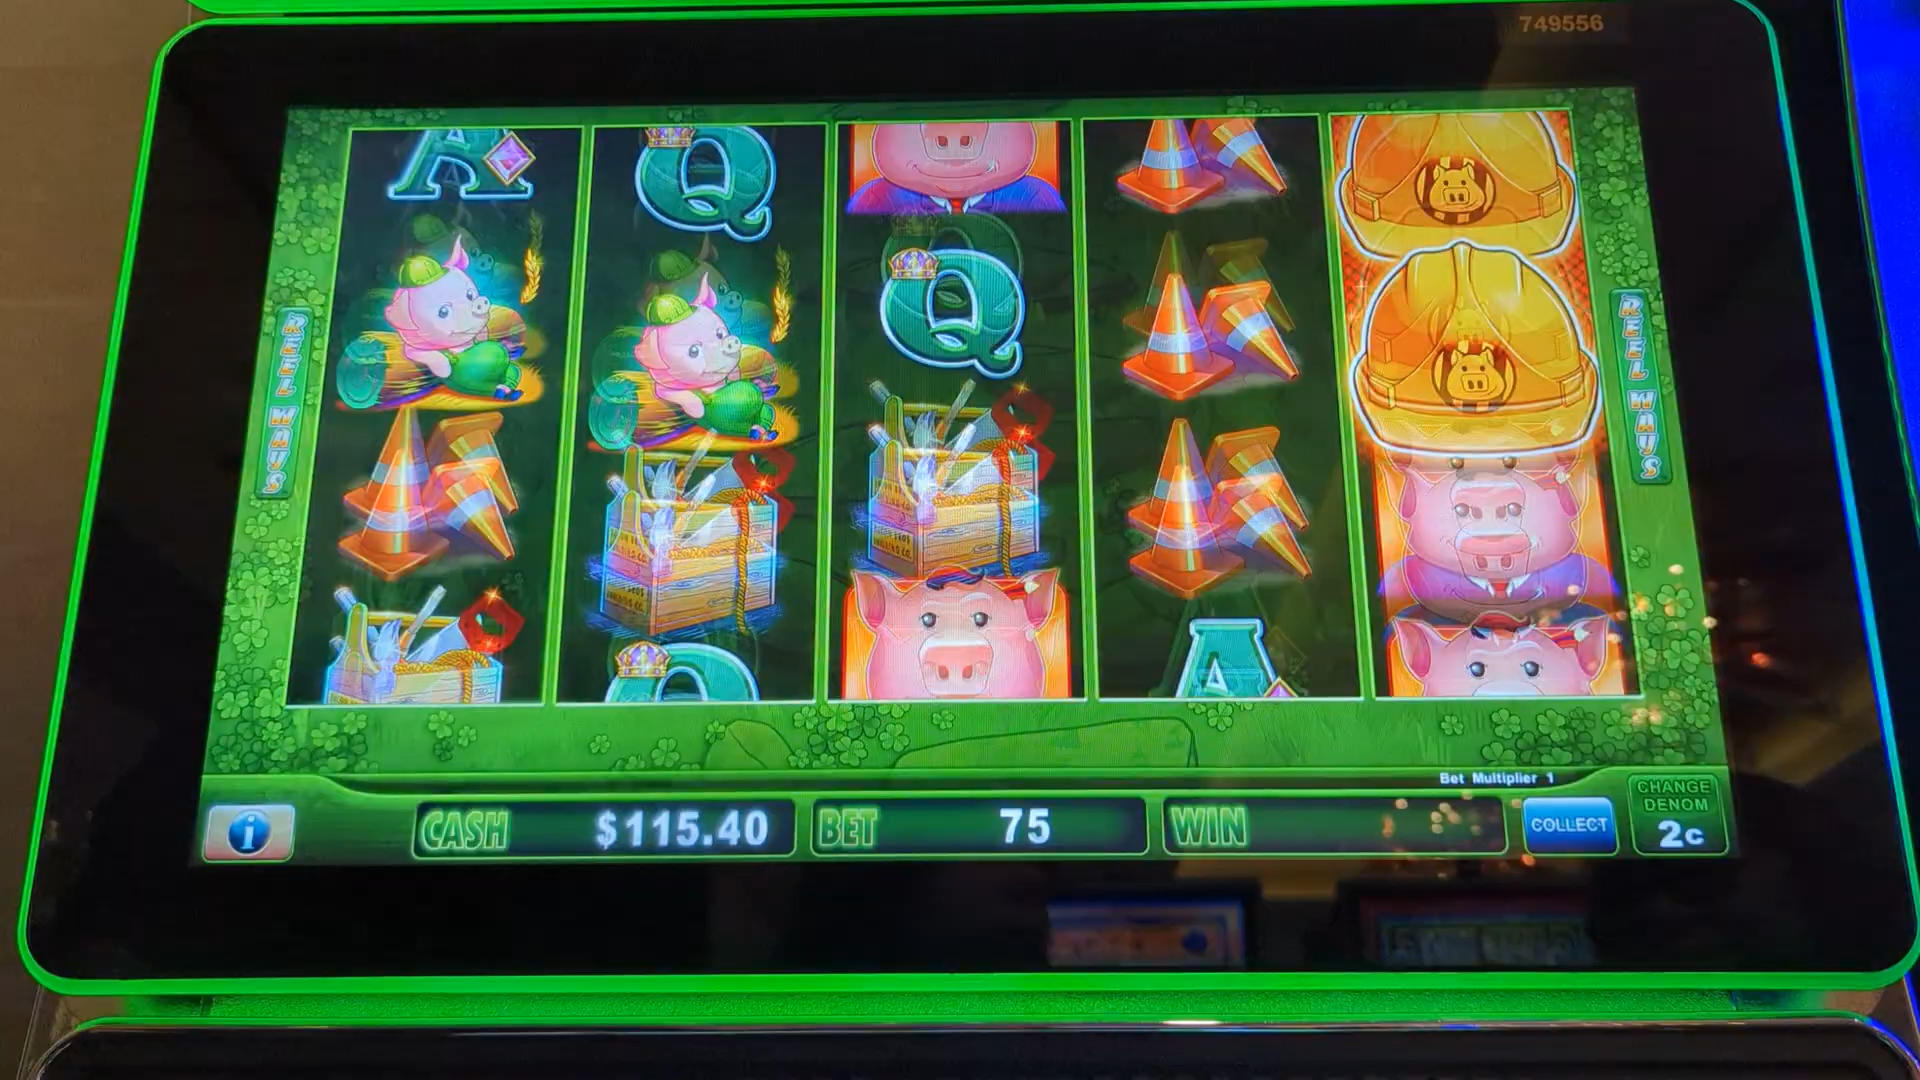 749556
A
Q
Q
REEL WAYS
REEL WAYS
Q
A
Bet Multiplier 1
CHANGE
DENOM
2c
i
CASH
$115.40
BET
75
WIN
COLLECT